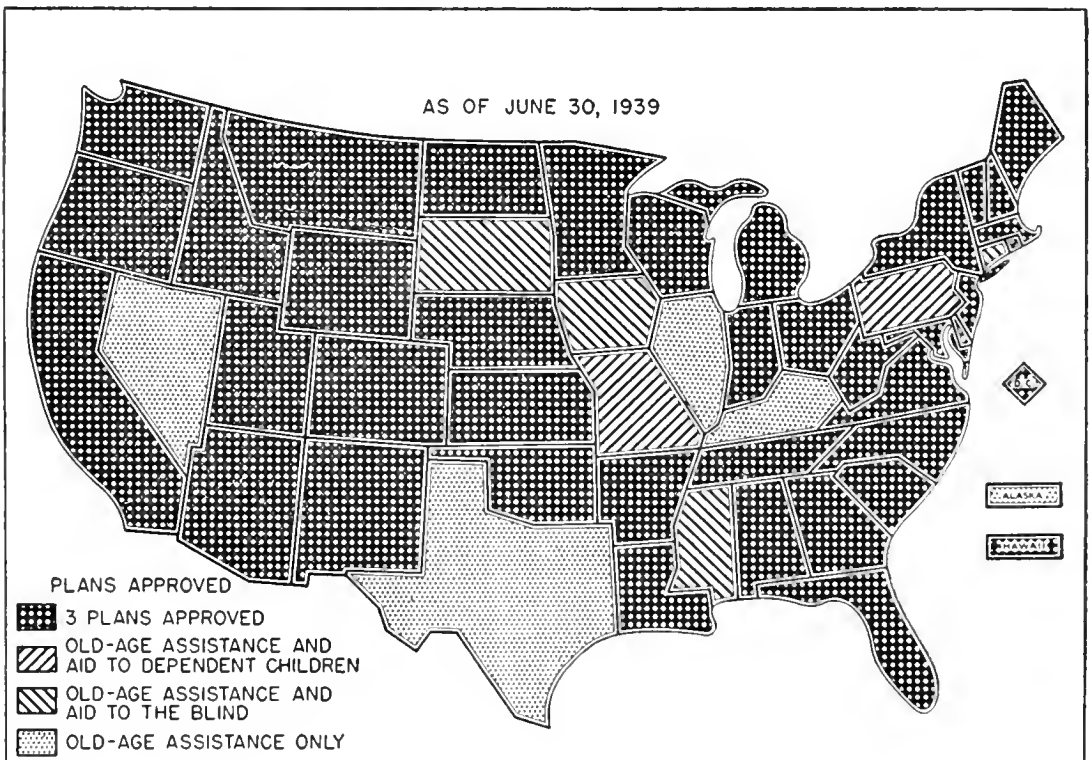 AS OF JUNE 30, 1939
D.C.
ALASKA
HAWAII
PLANS APPROVED
3 PLANS APPROVED
OLD-AGE ASSISTANCE AND
AID TO DEPENDENT CHILDREN
OLD-AGE ASSISTANCE AND
AID TO THE BLIND
OLD-AGE ASSISTANCE ONLY